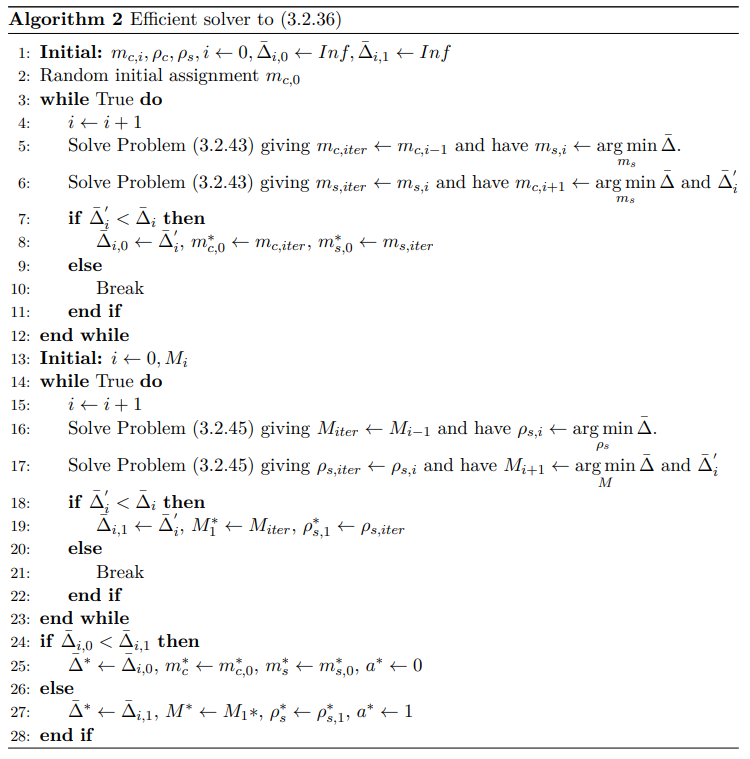 Algorithm 2 Efficient solver to (3.2.36)
1: Initial: $m_{c,i}, \rho_c, \rho_s, i \leftarrow 0, \bar{\Delta}_{i,0} \leftarrow Inf, \bar{\Delta}_{i,1} \leftarrow Inf$
2: Random initial assignment $m_{c,0}$
3: while True do
4: $i \leftarrow i + 1$
5: Solve Problem (3.2.43) giving $m_{c,iter} \leftarrow m_{c,i-1}$ and have $m_{s,i} \leftarrow \underset{m_s}{\arg\min}\, \bar{\Delta}$.
6: Solve Problem (3.2.43) giving $m_{s,iter} \leftarrow m_{s,i}$ and have $m_{c,i+1} \leftarrow \underset{m_s}{\arg\min}\, \bar{\Delta}$ and $\bar{\Delta}_i^{'}$
7: if $\bar{\Delta}_i^{'} < \bar{\Delta}_i$ then
8: $\bar{\Delta}_{i,0} \leftarrow \bar{\Delta}_i^{'}$, $m_{c,0}^* \leftarrow m_{c,iter}$, $m_{s,0}^* \leftarrow m_{s,iter}$
9: else
10: Break
11: end if
12: end while
13: Initial: $i \leftarrow 0, M_i$
14: while True do
15: $i \leftarrow i + 1$
16: Solve Problem (3.2.45) giving $M_{iter} \leftarrow M_{i-1}$ and have $\rho_{s,i} \leftarrow \underset{\rho_s}{\arg\min}\, \bar{\Delta}$.
17: Solve Problem (3.2.45) giving $\rho_{s,iter} \leftarrow \rho_{s,i}$ and have $M_{i+1} \leftarrow \underset{M}{\arg\min}\, \bar{\Delta}$ and $\bar{\Delta}_i^{'}$
18: if $\bar{\Delta}_i^{'} < \bar{\Delta}_i$ then
19: $\bar{\Delta}_{i,1} \leftarrow \bar{\Delta}_i^{'}$, $M_1^* \leftarrow M_{iter}$, $\rho_{s,1}^* \leftarrow \rho_{s,iter}$
20: else
21: Break
22: end if
23: end while
24: if $\bar{\Delta}_{i,0} < \bar{\Delta}_{i,1}$ then
25: $\bar{\Delta}^* \leftarrow \bar{\Delta}_{i,0}$, $m_c^* \leftarrow m_{c,0}^*$, $m_s^* \leftarrow m_{s,0}^*$, $a^* \leftarrow 0$
26: else
27: $\bar{\Delta}^* \leftarrow \bar{\Delta}_{i,1}$, $M^* \leftarrow M_1*$, $\rho_s^* \leftarrow \rho_{s,1}^*$, $a^* \leftarrow 1$
28: end if